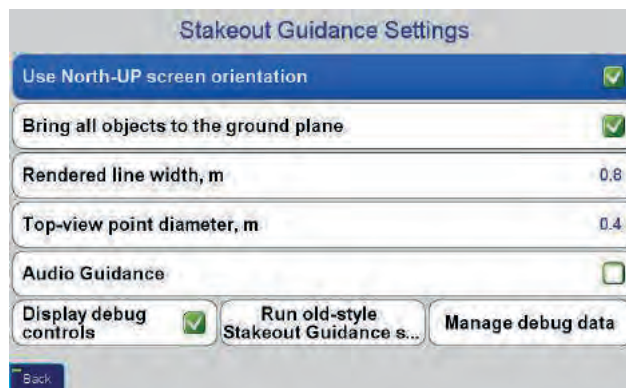 Stakeout Guidance Settings
Use North-UP screen orientation
Bring all objects to the ground plane
Rendered line width, m 0.8
Top-view point diameter, m 0.4
Audio Guidance
Display debug
controls
Run old-style
Stakeout Guidance s...
Manage debug data
Back